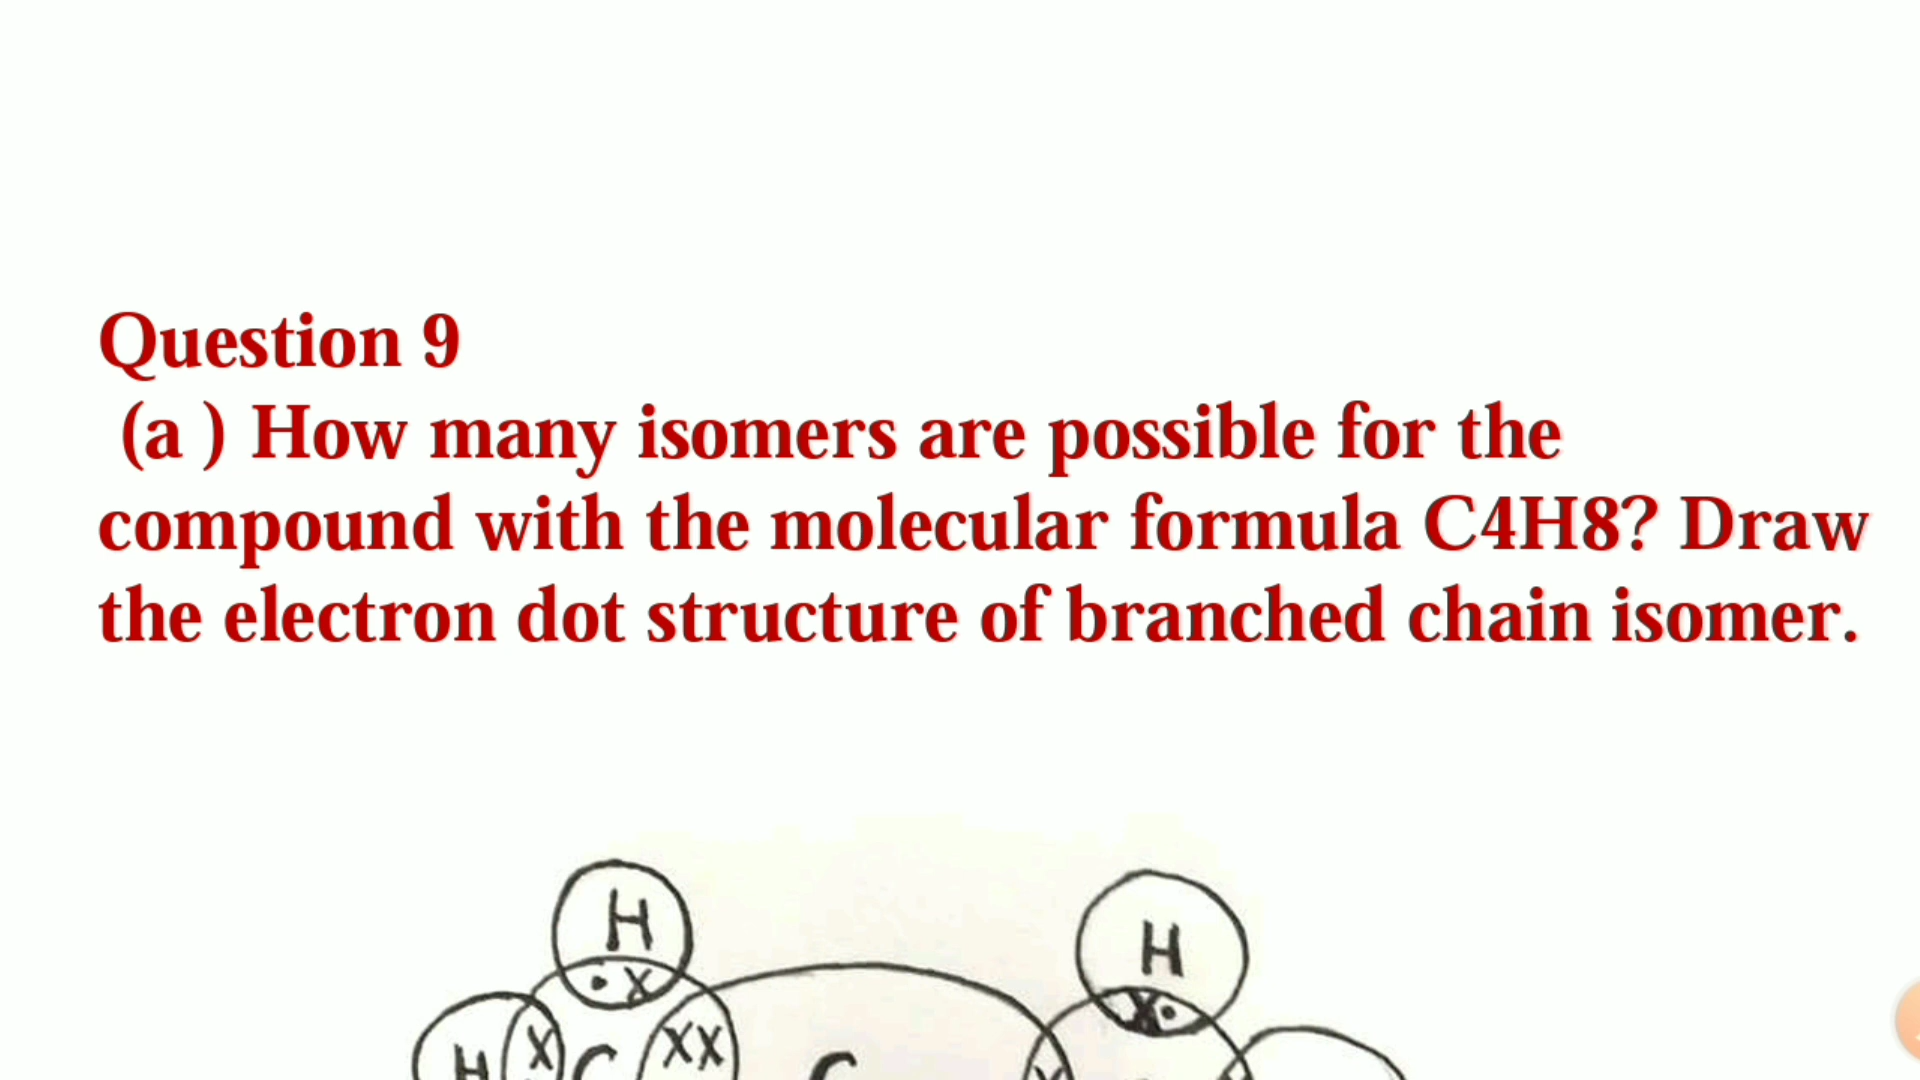 Question 9
(a ) How many isomers are possible for the
compound with the molecular formula C4H8? Draw
the electron dot structure of branched chain isomer.
H
H
· X
X·
H X C XX C